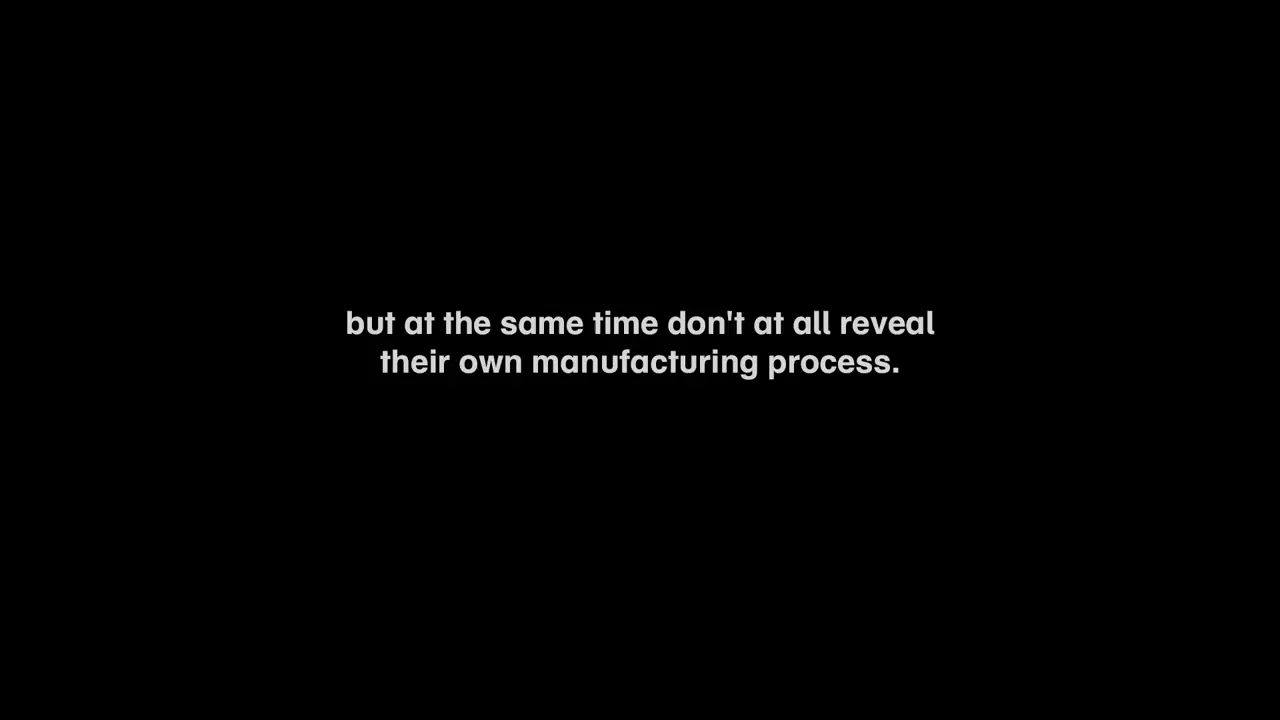 but at the same time don't at all reveal
their own manufacturing process.